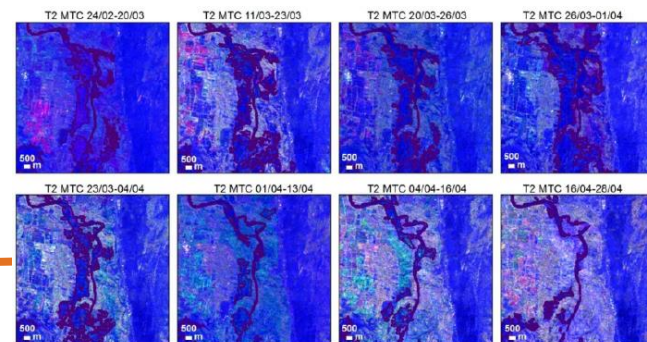 T2 MTC 24/02-20/03
T2 MTC 11/03-23/03
T2 MTC 20/03-26/03
T2 MTC 26/03-01/04
500
m
500
m
500
m
500
m
T2 MTC 23/03-04/04
T2 MTC 01/04-13/04
T2 MTC 04/04-16/04
T2 MTC 16/04-28/04
500
m
500
m
500
m
500
m